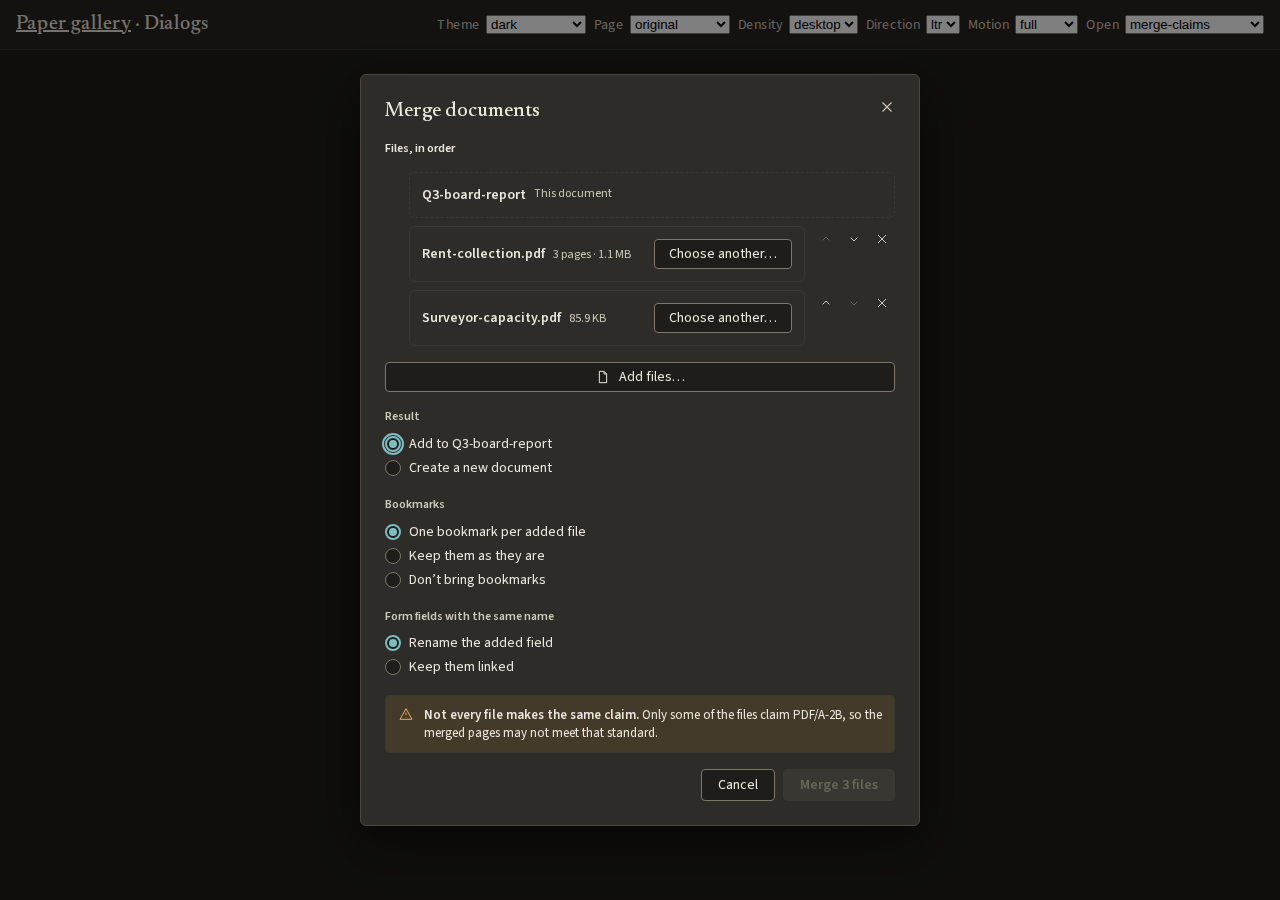 Paper gallery · Dialogs
Theme dark Page original Density desktop Direction ltr Motion full Open merge-claims
Merge documents
Files, in order
Q3-board-report This document
Rent-collection.pdf 3 pages · 1.1 MB Choose another…
Surveyor-capacity.pdf 85.9 KB Choose another…
Add files…
Result
Add to Q3-board-report
Create a new document
Bookmarks
One bookmark per added file
Keep them as they are
Don’t bring bookmarks
Form fields with the same name
Rename the added field
Keep them linked
Not every file makes the same claim. Only some of the files claim PDF/A-2B, so the
merged pages may not meet that standard.
Cancel Merge 3 files